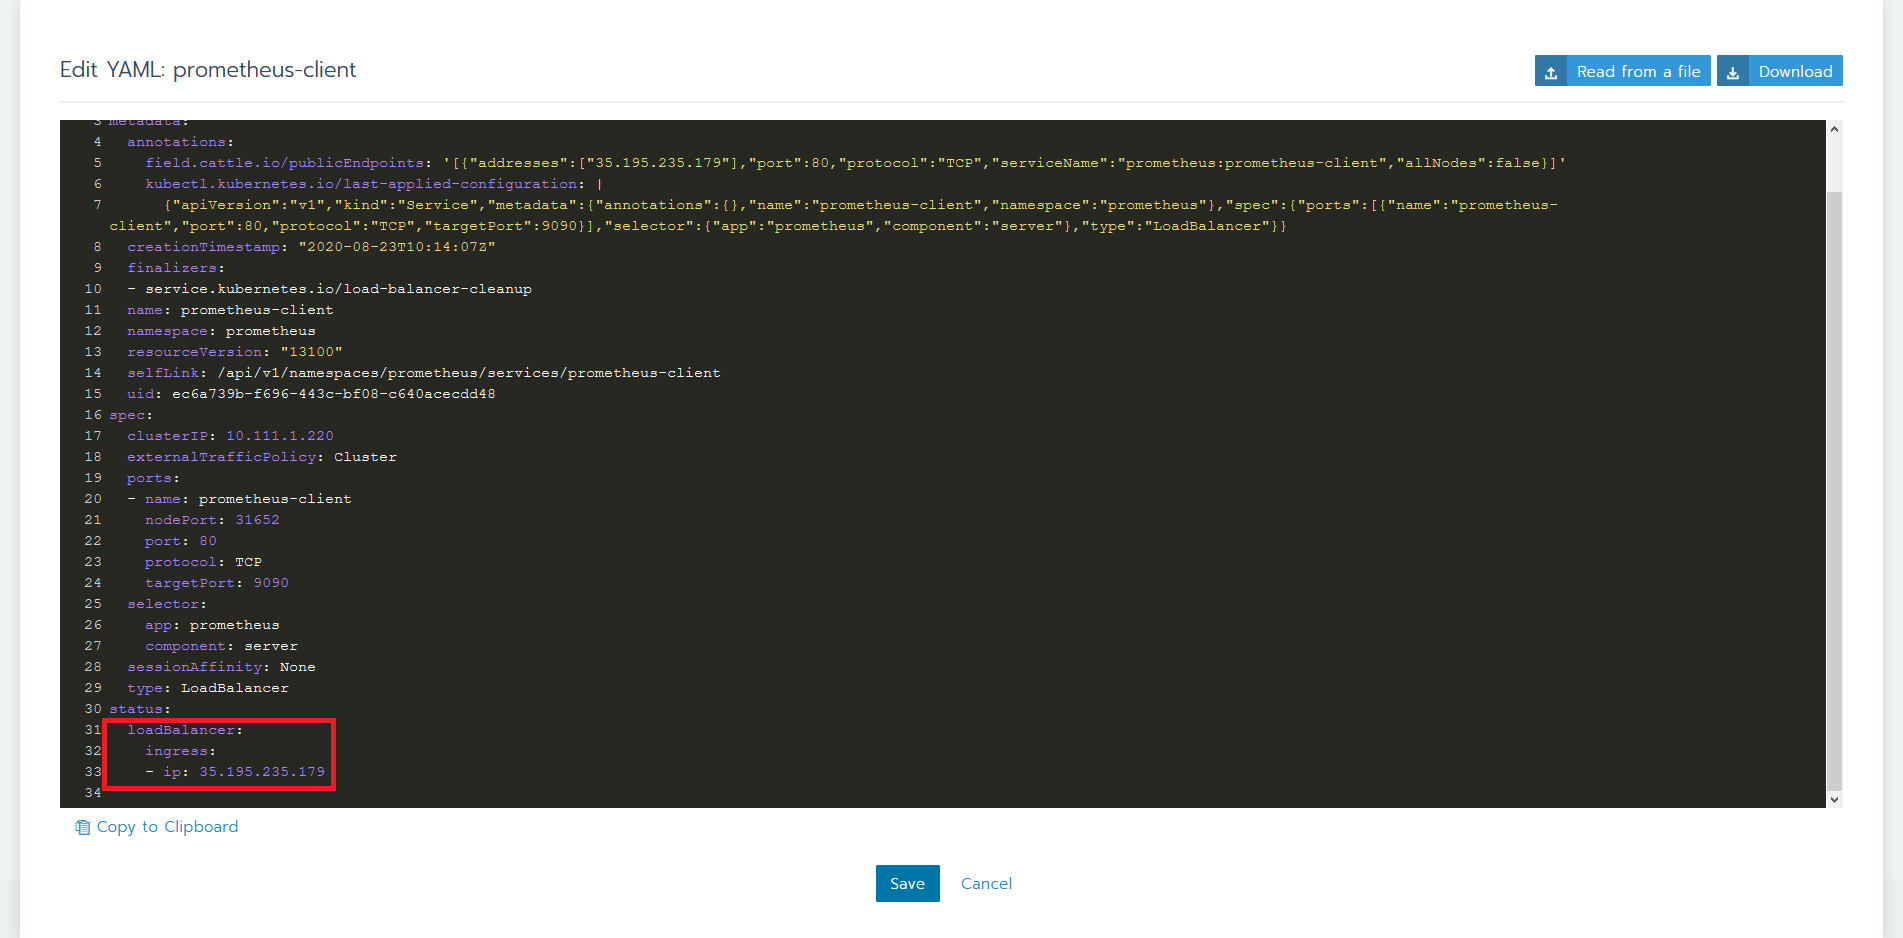 Edit YAML: prometheus-client
Read from a file
Download
3 metadata:
4   annotations:
5     field.cattle.io/publicEndpoints: '[{"addresses":["35.195.235.179"],"port":80,"protocol":"TCP","serviceName":"prometheus:prometheus-client","allNodes":false}]'
6     kubectl.kubernetes.io/last-applied-configuration: |
7       {"apiVersion":"v1","kind":"Service","metadata":{"annotations":{},"name":"prometheus-client","namespace":"prometheus"},"spec":{"ports":[{"name":"prometheus-
client","port":80,"protocol":"TCP","targetPort":9090}],"selector":{"app":"prometheus","component":"server"},"type":"LoadBalancer"}}
8   creationTimestamp: "2020-08-23T10:14:07Z"
9   finalizers:
10   - service.kubernetes.io/load-balancer-cleanup
11   name: prometheus-client
12   namespace: prometheus
13   resourceVersion: "13100"
14   selfLink: /api/v1/namespaces/prometheus/services/prometheus-client
15   uid: ec6a739b-f696-443c-bf08-c640acecdd48
16 spec:
17   clusterIP: 10.111.1.220
18   externalTrafficPolicy: Cluster
19   ports:
20   - name: prometheus-client
21     nodePort: 31652
22     port: 80
23     protocol: TCP
24     targetPort: 9090
25   selector:
26     app: prometheus
27     component: server
28   sessionAffinity: None
29   type: LoadBalancer
30 status:
31   loadBalancer:
32     ingress:
33     - ip: 35.195.235.179
34
Copy to Clipboard
Save
Cancel